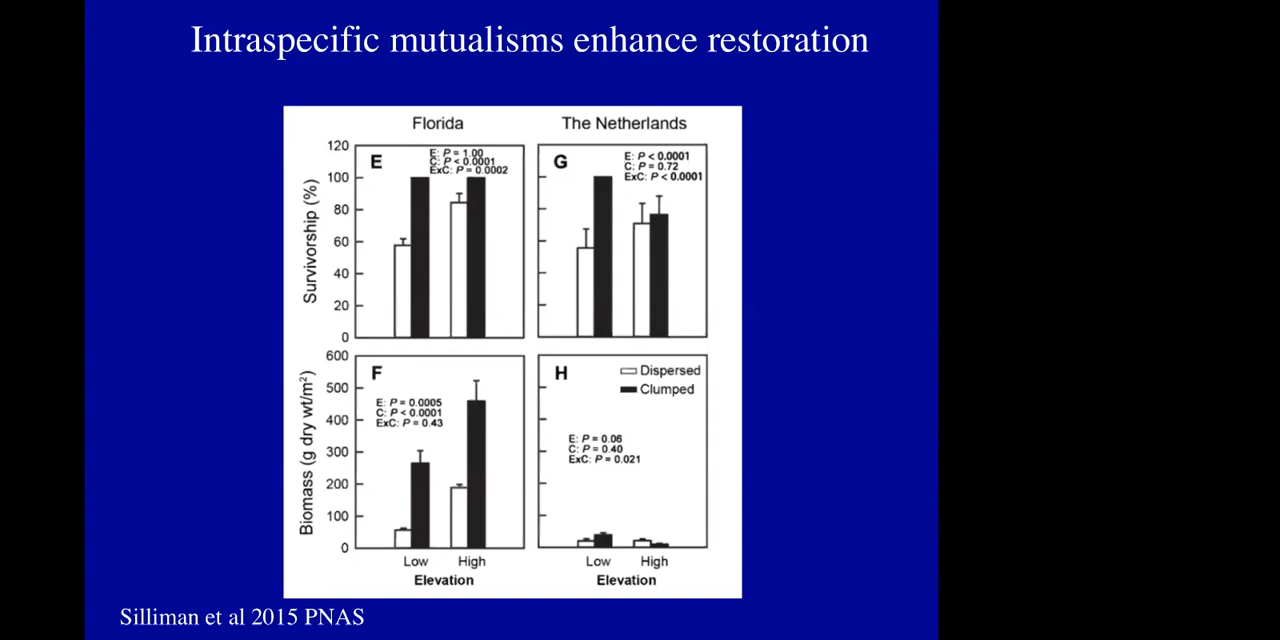 Intraspecific mutualisms enhance restoration
Florida
The Netherlands
Survivorship (%)
120
100
80
60
40
20
0
E
E: P = 1.00
C: P < 0.0001
ExC: P = 0.0002
G
E: P < 0.0001
C: P = 0.72
ExC: P < 0.0001
Biomass (g dry wt/m²)
600
500
400
300
200
100
0
F
E: P = 0.0005
C: P < 0.0001
ExC: P = 0.43
H
Dispersed
Clumped
E: P = 0.06
C: P = 0.40
ExC: P = 0.021
Low High
Elevation
Low High
Elevation
Silliman et al 2015 PNAS